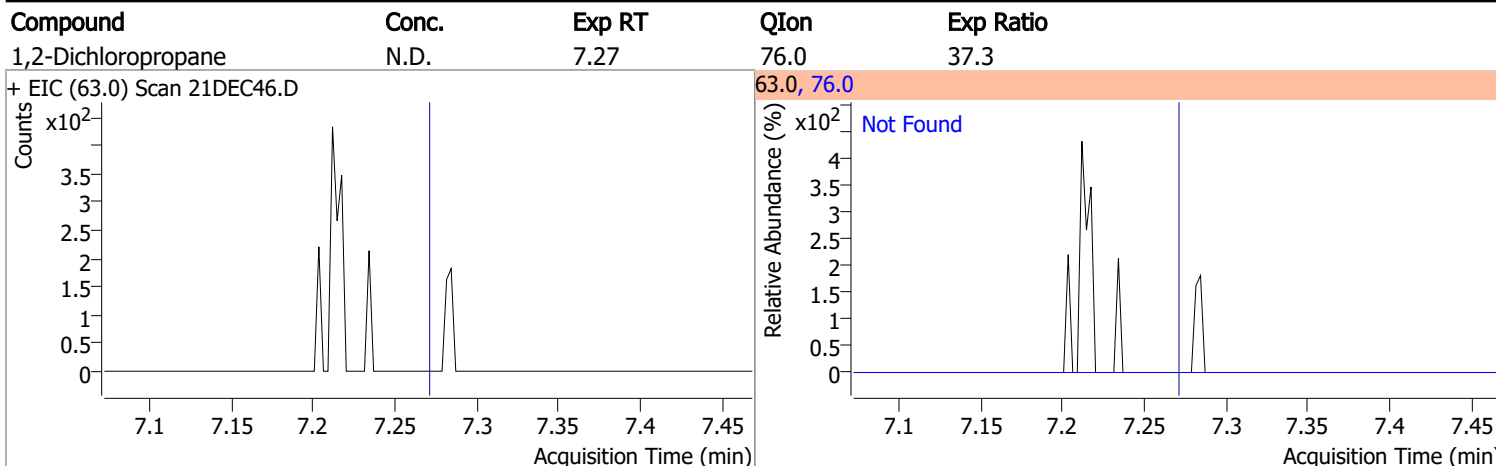 Compound Conc. Exp RT QIon Exp Ratio
1,2-Dichloropropane N.D. 7.27 76.0 37.3
+ EIC (63.0) Scan 21DEC46.D
Counts
x10²
3.5
3
2.5
2
1.5
1
0.5
0
7.1 7.15 7.2 7.25 7.3 7.35 7.4 7.45
Acquisition Time (min)
63.0, 76.0
Relative Abundance (%)
x10²
Not Found
4
3.5
3
2.5
2
1.5
1
0.5
0
7.1 7.15 7.2 7.25 7.3 7.35 7.4 7.45
Acquisition Time (min)